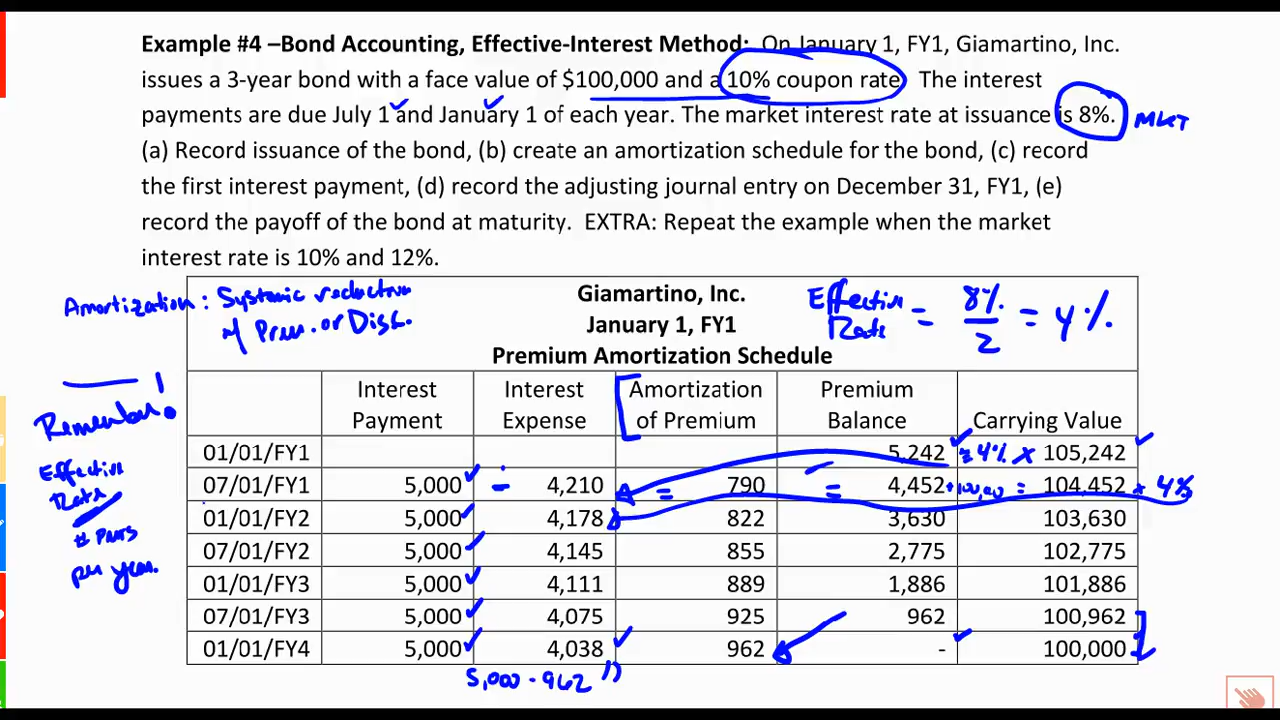 Example #4 –Bond Accounting, Effective-Interest Method: On January 1, FY1, Giamartino, Inc.
issues a 3-year bond with a face value of $100,000 and a 10% coupon rate The interest
payments are due July 1 and January 1 of each year. The market interest rate at issuance is 8%. MKT
(a) Record issuance of the bond, (b) create an amortization schedule for the bond, (c) record
the first interest payment, (d) record the adjusting journal entry on December 31, FY1, (e)
record the payoff of the bond at maturity. EXTRA: Repeat the example when the market
interest rate is 10% and 12%.
Amortization: Systemic reduction
of Prem. or Disc.
Giamartino, Inc.
January 1, FY1
Premium Amortization Schedule
Effective Rate = 8% / 2 = 4%
Remember!
Effective
Rate
# Pmts
per year.
Interest Payment Interest Expense Amortization of Premium Premium Balance Carrying Value
01/01/FY1 5,242 = 4% x 105,242
07/01/FY1 5,000 - 4,210 = 790 = 4,452 +100,00 = 104,452 x 4%
01/01/FY2 5,000 4,178 822 3,630 103,630
07/01/FY2 5,000 4,145 855 2,775 102,775
01/01/FY3 5,000 4,111 889 1,886 101,886
07/01/FY3 5,000 4,075 925 962 100,962
01/01/FY4 5,000 4,038 962 - 100,000
5,000 - 962